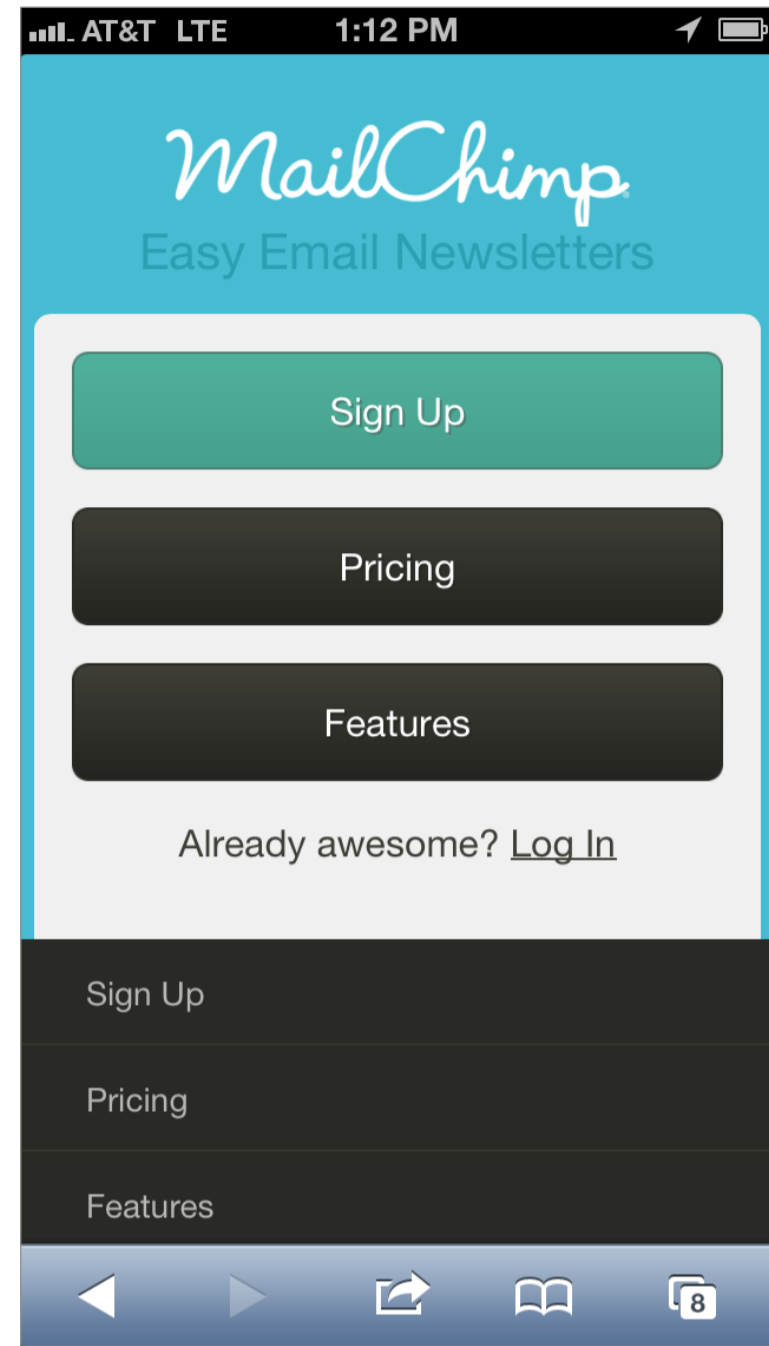 AT&T LTE 1:12 PM
MailChimp
Easy Email Newsletters
Sign Up
Pricing
Features
Already awesome? Log In
Sign Up
Pricing
Features
8